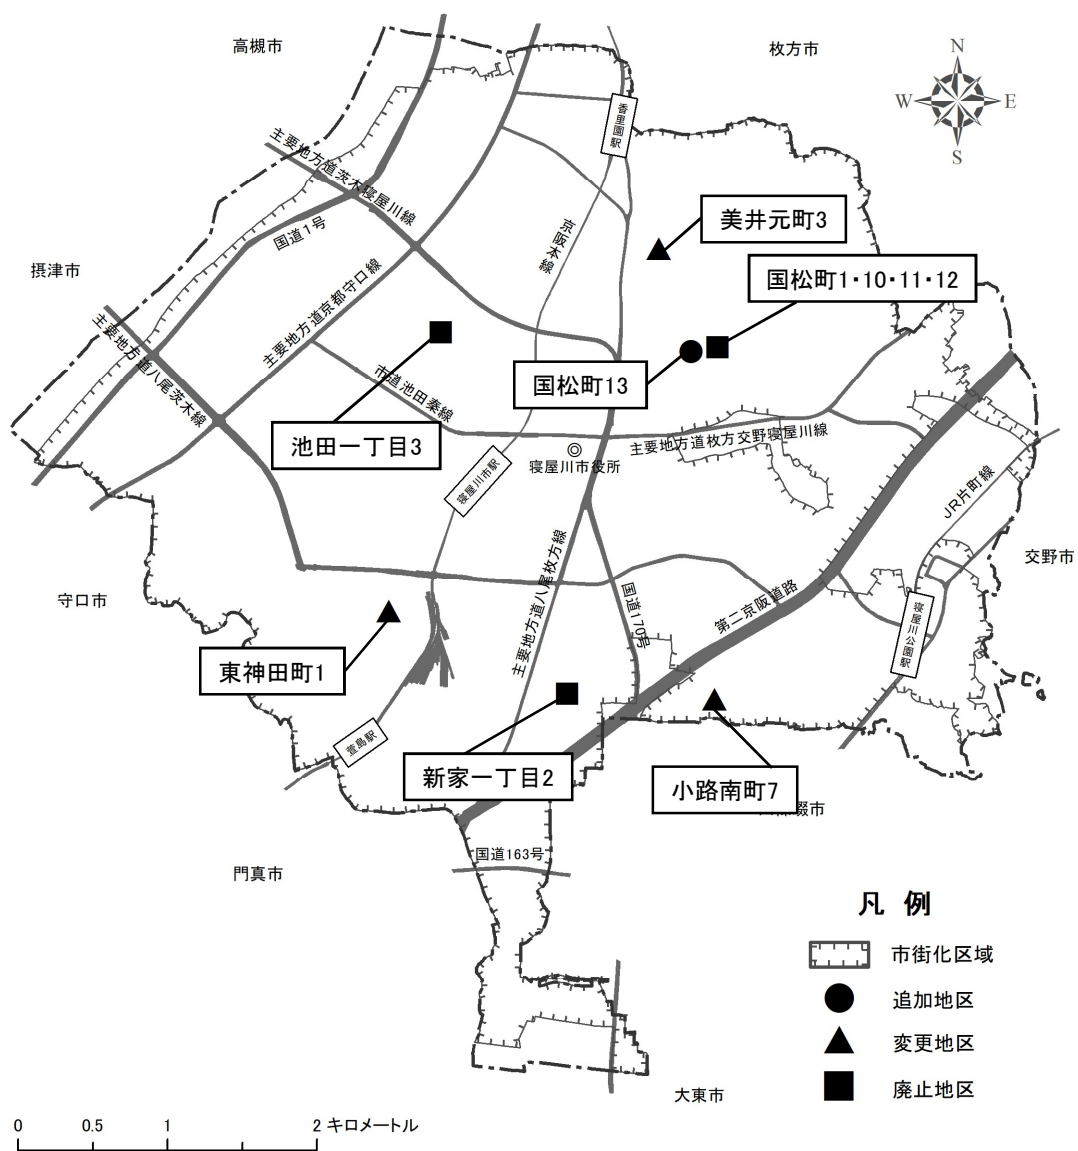 高槻市
枚方市
N
W
E
S
香里園駅
主要地方道茨木寝屋川線
美井元町3
国道1号
京阪本線
摂津市
国松町1・10・11・12
主要地方道京都守口線
主要地方道八尾茨木線
国松町13
市道池田秦線
池田一丁目3
主要地方道枚方交野寝屋川線
寝屋川市役所
寝屋川市駅
JR片町線
交野市
主要地方道八尾枚方線
国道170号
第二京阪道路
守口市
寝屋川公園駅
東神田町1
萱島駅
新家一丁目2
小路南町7
畷市
国道163号
門真市
凡 例
市街化区域
追加地区
変更地区
廃止地区
大東市
0 0.5 1 2 キロメートル